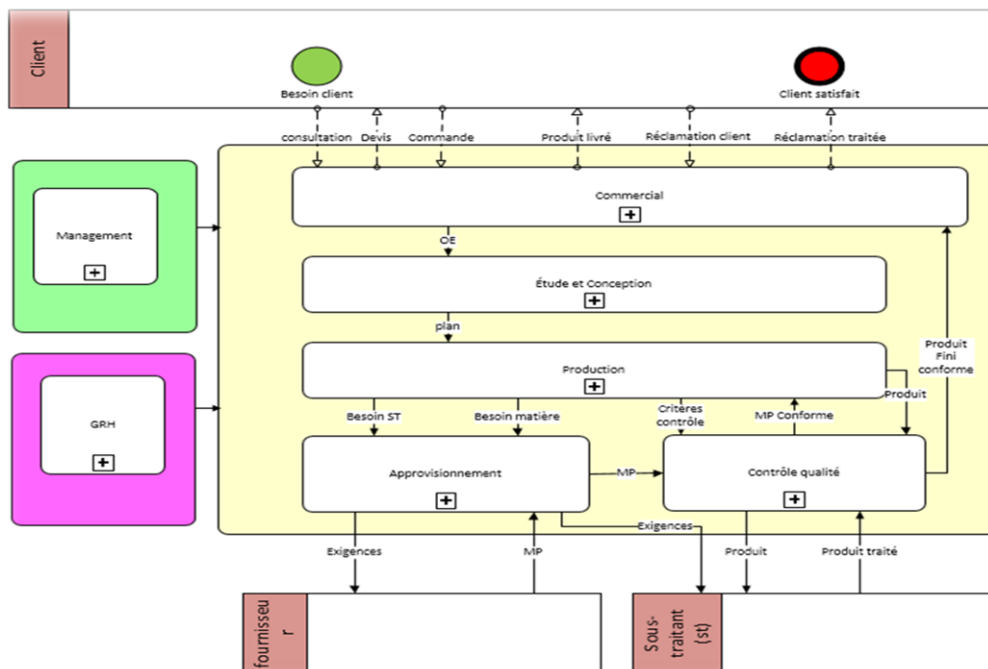 Client
Besoin client
Client satisfait
consultation
Devis
Commande
Produit livré
Réclamation client
Réclamation traitée
Commercial
Management
OE
Étude et Conception
plan
Produit
Fini
conforme
Production
GRH
Produit
Besoin ST
Besoin matière
Critères
contrôle
MP Conforme
Approvisionnement
MP
Contrôle qualité
Exigences
Exigences
MP
Produit
Produit traité
fournisseu
r
Sous-
traitant
(st)